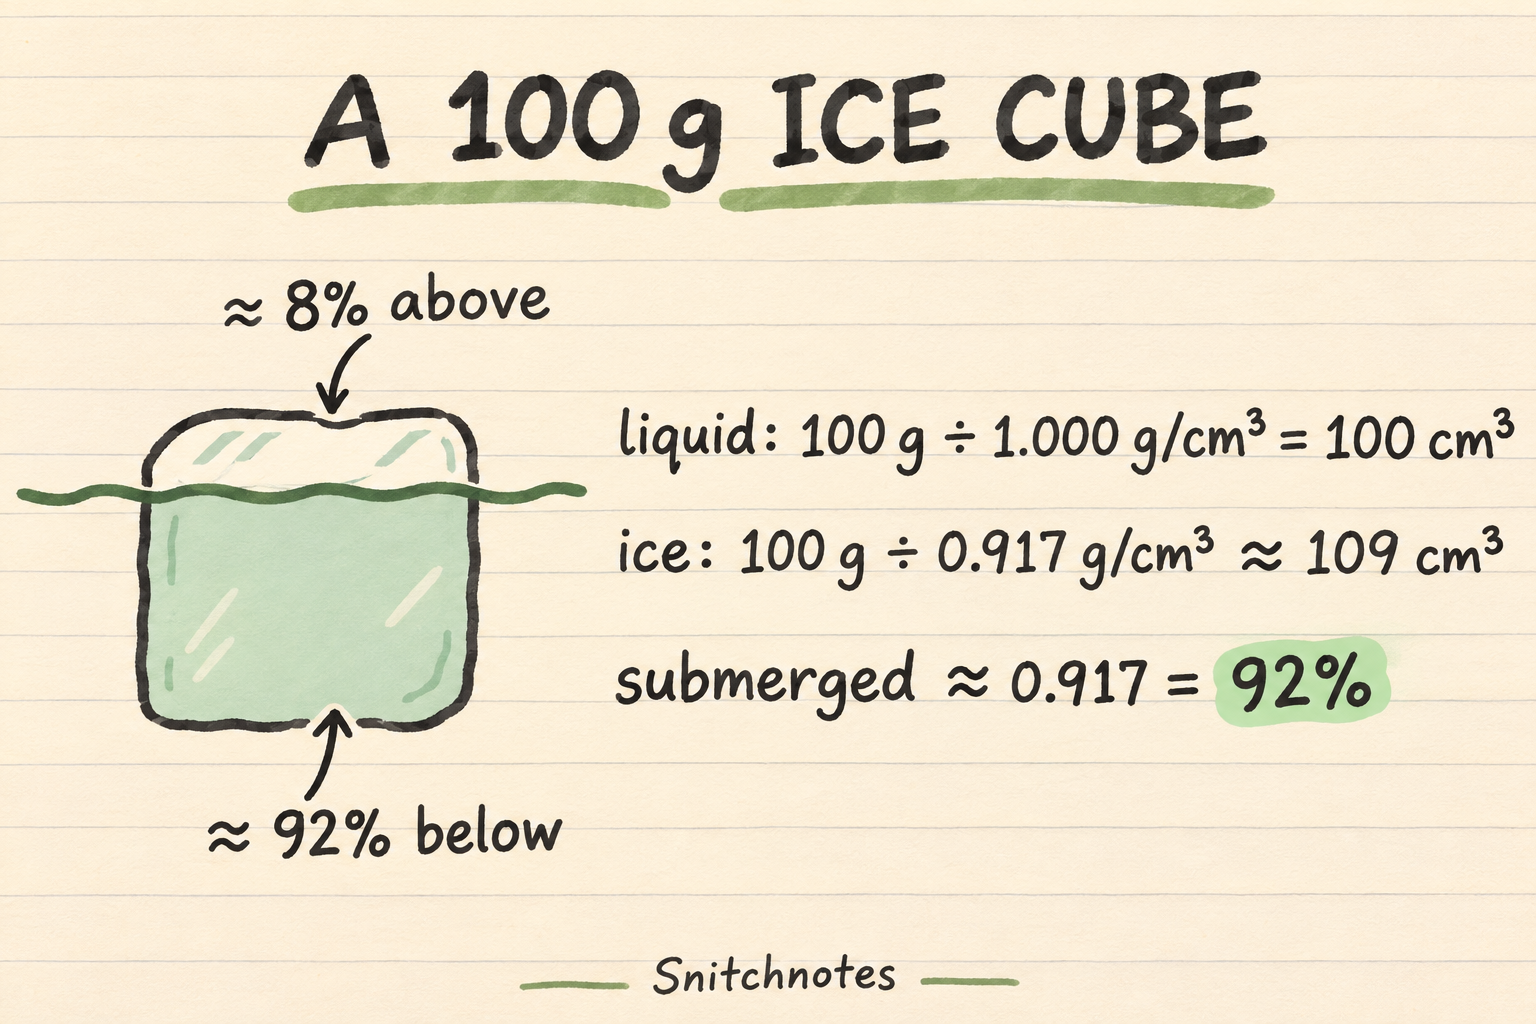 A 100 g ICE CUBE
≈ 8% above
liquid: 100 g ÷ 1.000 g/cm³ = 100 cm³
ice: 100 g ÷ 0.917 g/cm³ ≈ 109 cm³
submerged ≈ 0.917 = 92%
≈ 92% below
Snitchnotes